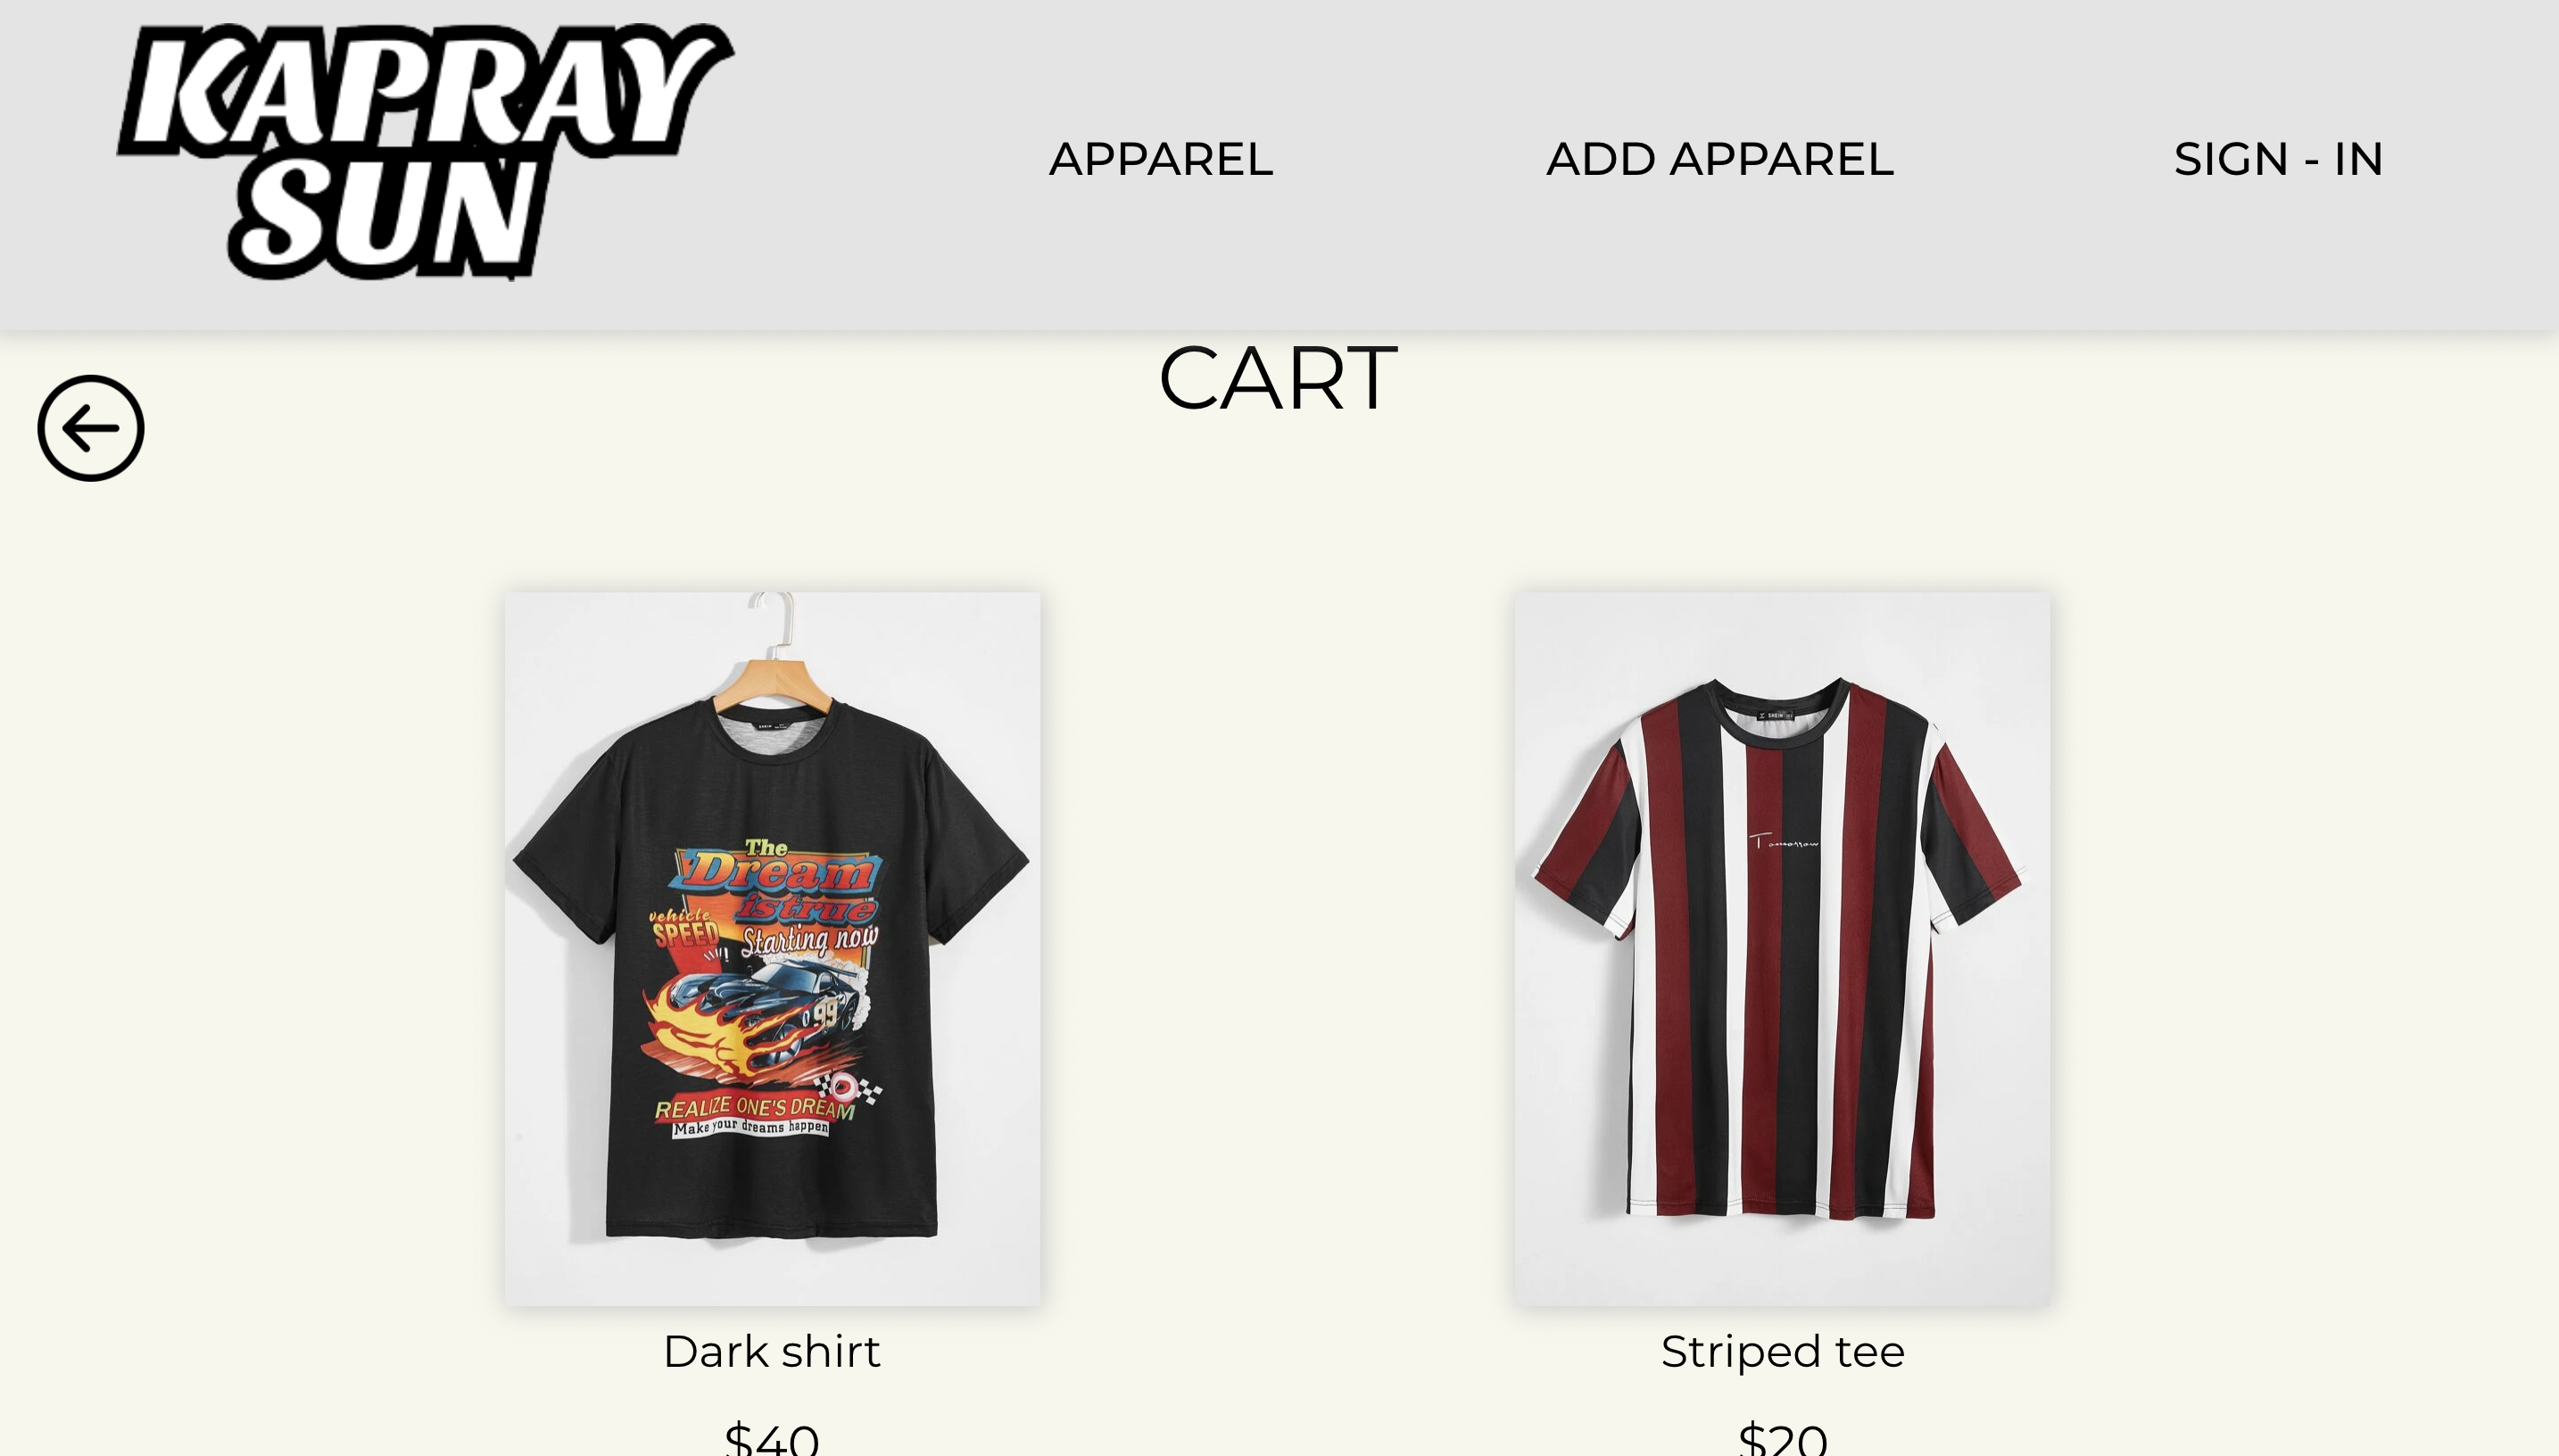 KAPRAY
SUN
APPAREL
ADD APPAREL
SIGN - IN
CART
The
Dream
is true
vehicle
SPEED
Starting now
99
REALIZE ONE'S DREAM
Make your dreams happen
SHEIN
Tomorrow
Dark shirt
Striped tee
$40
$20